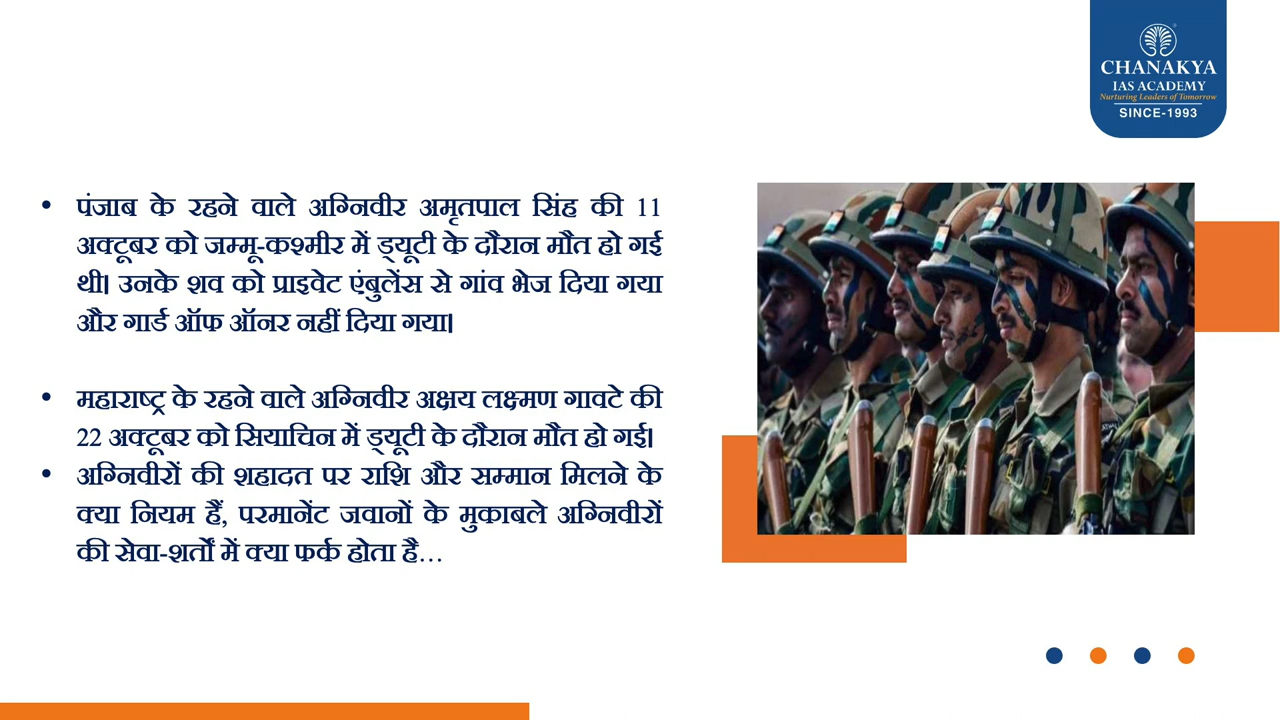 CHANAKYA
IAS ACADEMY
Nurturing Leaders of Tomorrow
SINCE-1993
• पंजाब के रहने वाले अग्निवीर अमृतपाल सिंह की 11
अक्टूबर को जम्मू-कश्मीर में ड्यूटी के दौरान मौत हो गई
थी। उनके शव को प्राइवेट एंबुलेंस से गांव भेज दिया गया
और गार्ड ऑफ ऑनर नहीं दिया गया।
• महाराष्ट्र के रहने वाले अग्निवीर अक्षय लक्ष्मण गावटे की
22 अक्टूबर को सियाचिन में ड्यूटी के दौरान मौत हो गई।
• अग्निवीरों की शहादत पर राशि और सम्मान मिलने के
क्या नियम हैं, परमानेंट जवानों के मुकाबले अग्निवीरों
की सेवा-शर्तों में क्या फर्क होता है...